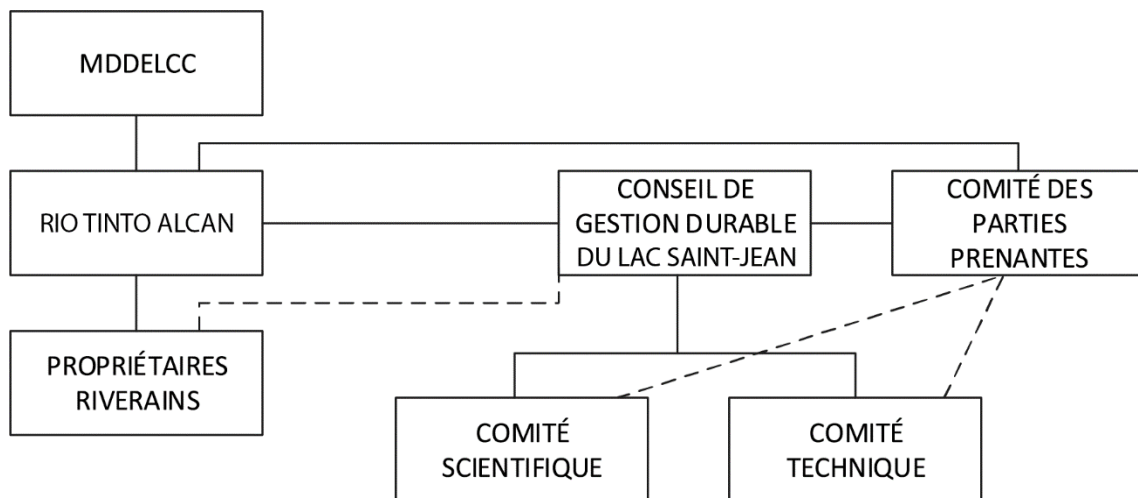 MDDELCC
RIO TINTO ALCAN
CONSEIL DE
GESTION DURABLE
DU LAC SAINT-JEAN
COMITÉ DES
PARTIES
PRENANTES
PROPRIÉTAIRES
RIVERAINS
COMITÉ
SCIENTIFIQUE
COMITÉ
TECHNIQUE